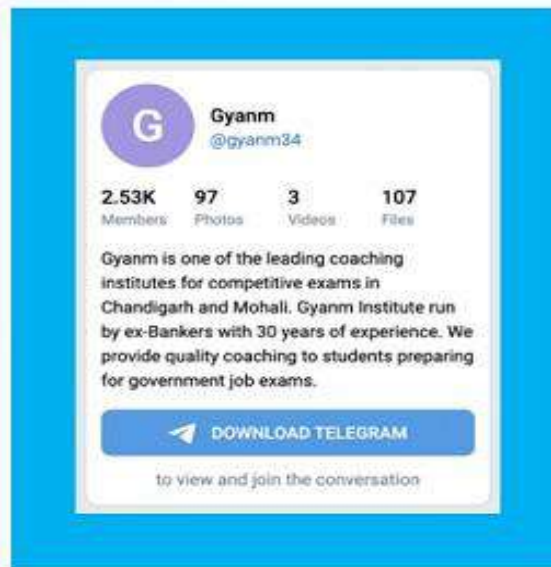 G
Gyanm
@gyanm34
2.53K 97 3 107
Members Photos Videos Files
Gyanm is one of the leading coaching
institutes for competitive exams in
Chandigarh and Mohali. Gyanm Institute run
by ex-Bankers with 30 years of experience. We
provide quality coaching to students preparing
for government job exams.
DOWNLOAD TELEGRAM
to view and join the conversation